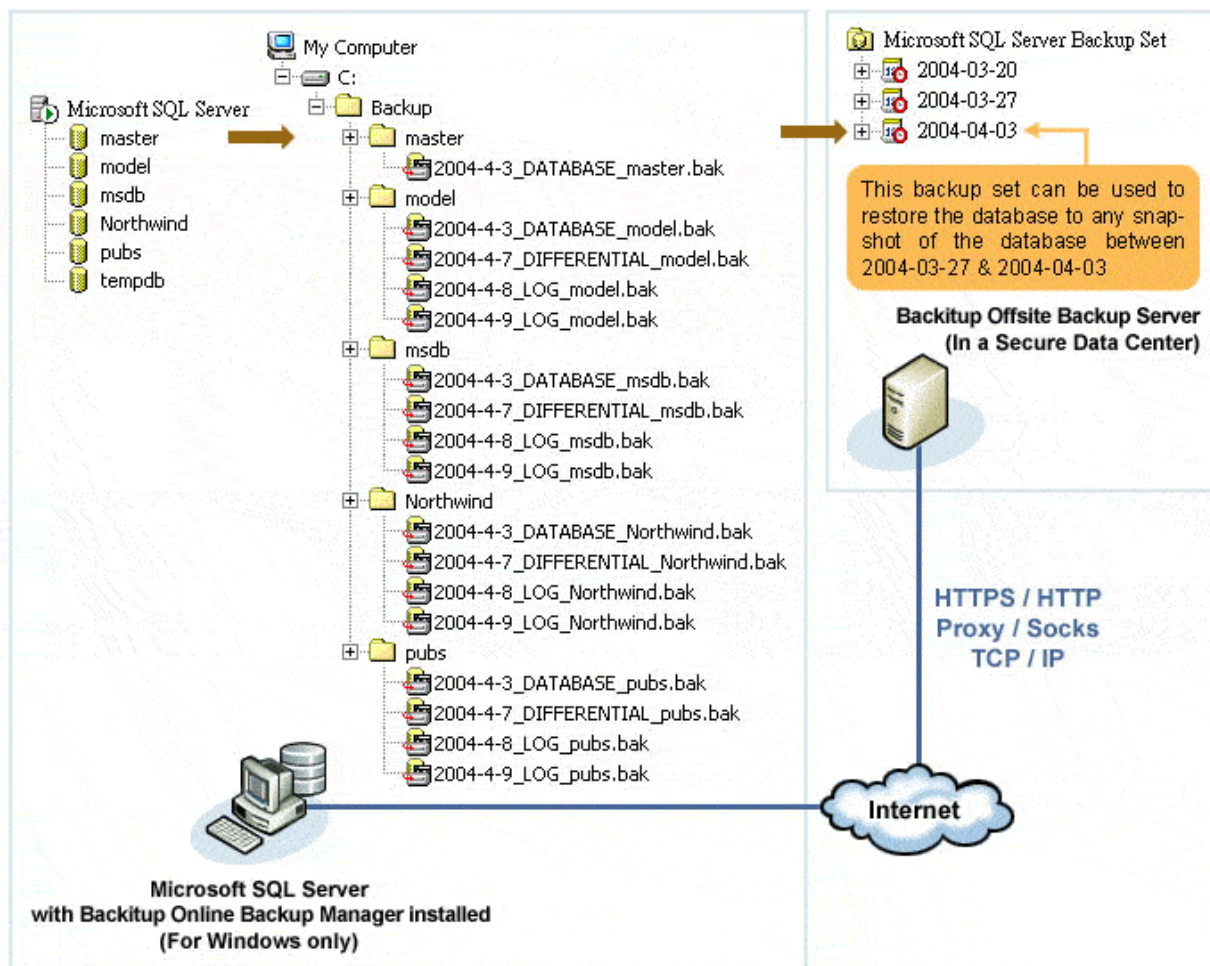 Microsoft SQL Server
master
model
msdb
Northwind
pubs
tempdb
My Computer
C:
Backup
master
2004-4-3_DATABASE_master.bak
model
2004-4-3_DATABASE_model.bak
2004-4-7_DIFFERENTIAL_model.bak
2004-4-8_LOG_model.bak
2004-4-9_LOG_model.bak
msdb
2004-4-3_DATABASE_msdb.bak
2004-4-7_DIFFERENTIAL_msdb.bak
2004-4-8_LOG_msdb.bak
2004-4-9_LOG_msdb.bak
Northwind
2004-4-3_DATABASE_Northwind.bak
2004-4-7_DIFFERENTIAL_Northwind.bak
2004-4-8_LOG_Northwind.bak
2004-4-9_LOG_Northwind.bak
pubs
2004-4-3_DATABASE_pubs.bak
2004-4-7_DIFFERENTIAL_pubs.bak
2004-4-8_LOG_pubs.bak
2004-4-9_LOG_pubs.bak
Microsoft SQL Server Backup Set
2004-03-20
2004-03-27
2004-04-03
This backup set can be used to
restore the database to any snap-
shot of the database between
2004-03-27 & 2004-04-03
Backitup Offsite Backup Server
(In a Secure Data Center)
HTTPS / HTTP
Proxy / Socks
TCP / IP
Internet
Microsoft SQL Server
with Backitup Online Backup Manager installed
(For Windows only)